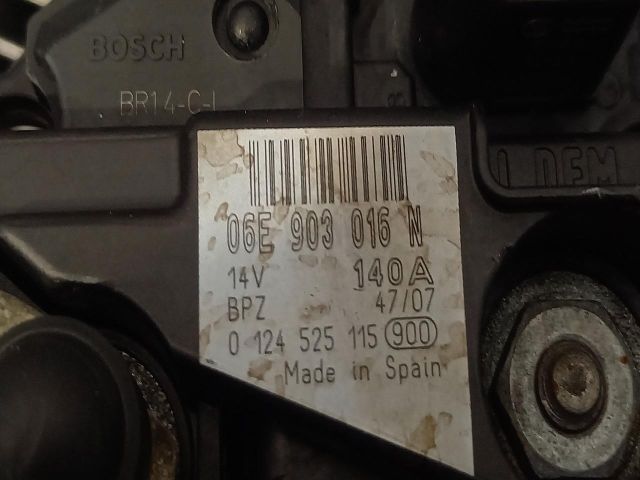 BOSCH
BR14-C-
06E 903 016 N
14V 140A
BPZ 47/07
0 124 525 115 900
Made in Spain